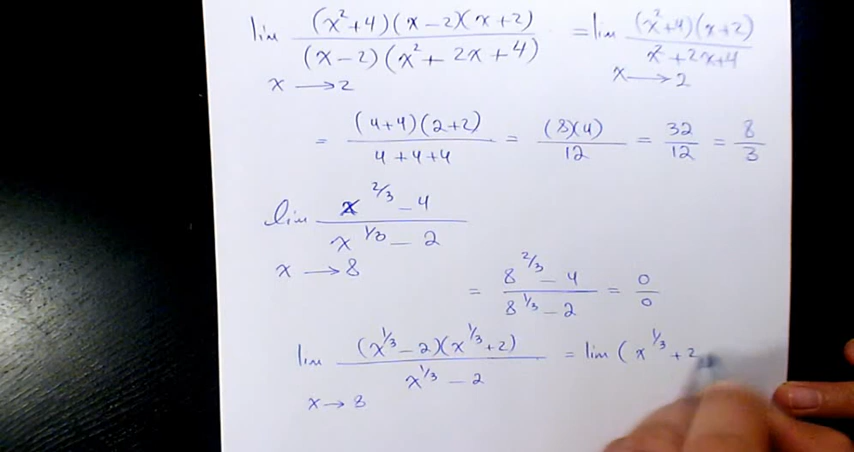 lim (x²+4)(x-2)(x+2) / (x-2)(x²+2x+4) = lim (x²+4)(x+2) / x²+2x+4
x → 2 x → 2
= (4+4)(2+2) / 4+4+4 = (8)(4) / 12 = 32/12 = 8/3
lim x^2/3 - 4 / x^1/3 - 2
x → 8
= 8^2/3 - 4 / 8^1/3 - 2 = 0/0
lim (x^1/3 - 2)(x^1/3 + 2) / x^1/3 - 2 = lim (x^1/3 + 2
x → 8